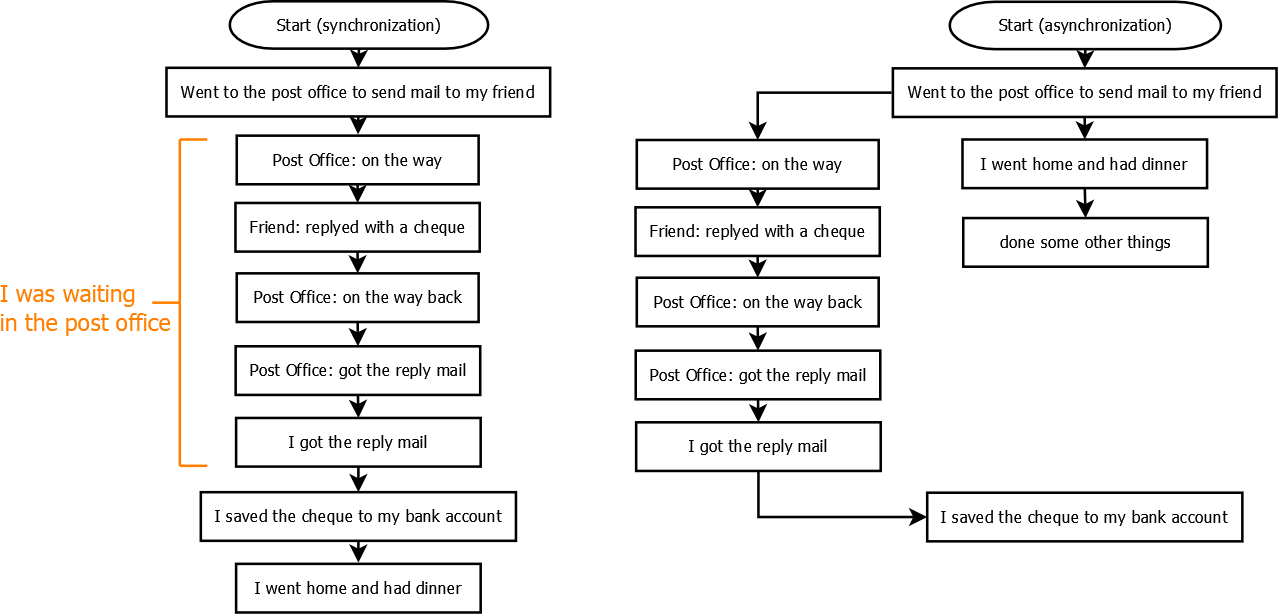 Start (synchronization)
Went to the post office to send mail to my friend
Post Office: on the way
Friend: replyed with a cheque
Post Office: on the way back
Post Office: got the reply mail
I got the reply mail
I saved the cheque to my bank account
I went home and had dinner
I was waiting
in the post office
Start (asynchronization)
Went to the post office to send mail to my friend
Post Office: on the way
Friend: replyed with a cheque
Post Office: on the way back
Post Office: got the reply mail
I got the reply mail
I went home and had dinner
done some other things
I saved the cheque to my bank account